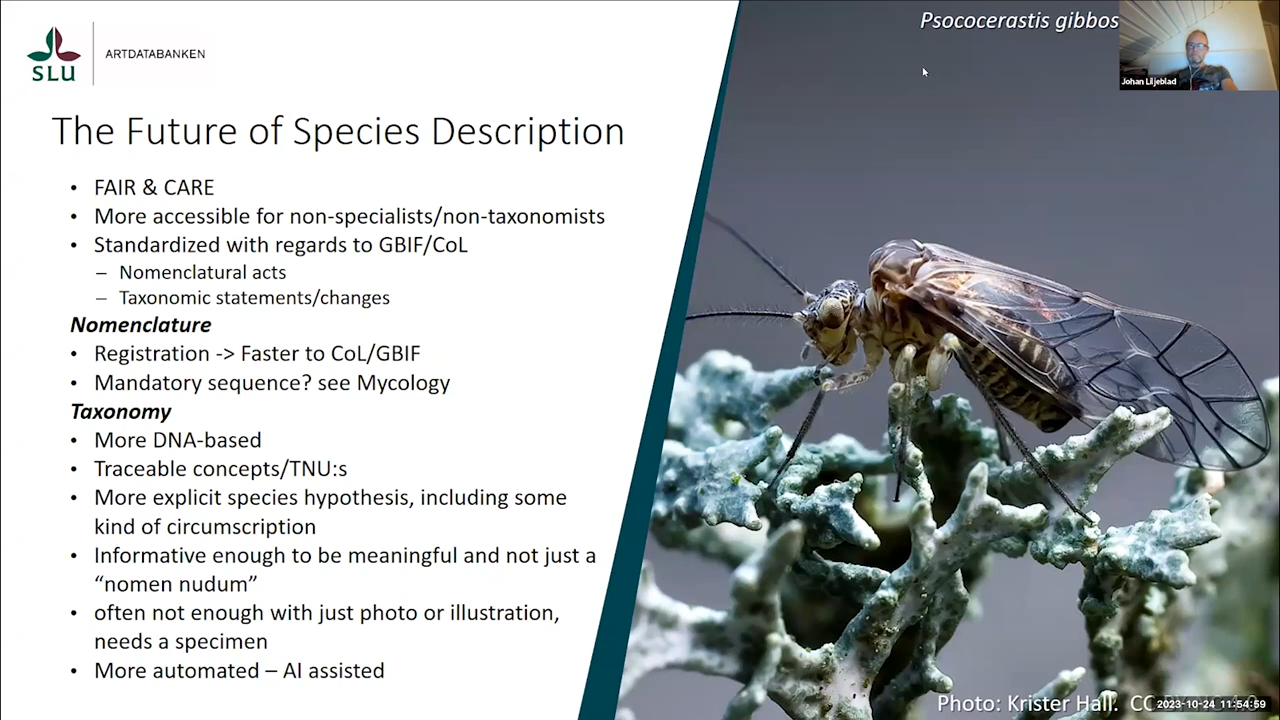 SLU
ARTDATABANKEN
Psococerastis gibbos
Johan Liljeblad
The Future of Species Description
• FAIR & CARE
• More accessible for non-specialists/non-taxonomists
• Standardized with regards to GBIF/CoL
– Nomenclatural acts
– Taxonomic statements/changes
Nomenclature
• Registration -> Faster to CoL/GBIF
• Mandatory sequence? see Mycology
Taxonomy
• More DNA-based
• Traceable concepts/TNU:s
• More explicit species hypothesis, including some
kind of circumscription
• Informative enough to be meaningful and not just a
“nomen nudum”
• often not enough with just photo or illustration,
needs a specimen
• More automated – AI assisted
Photo: Krister Hall. CC
2023-10-24 11:54:59